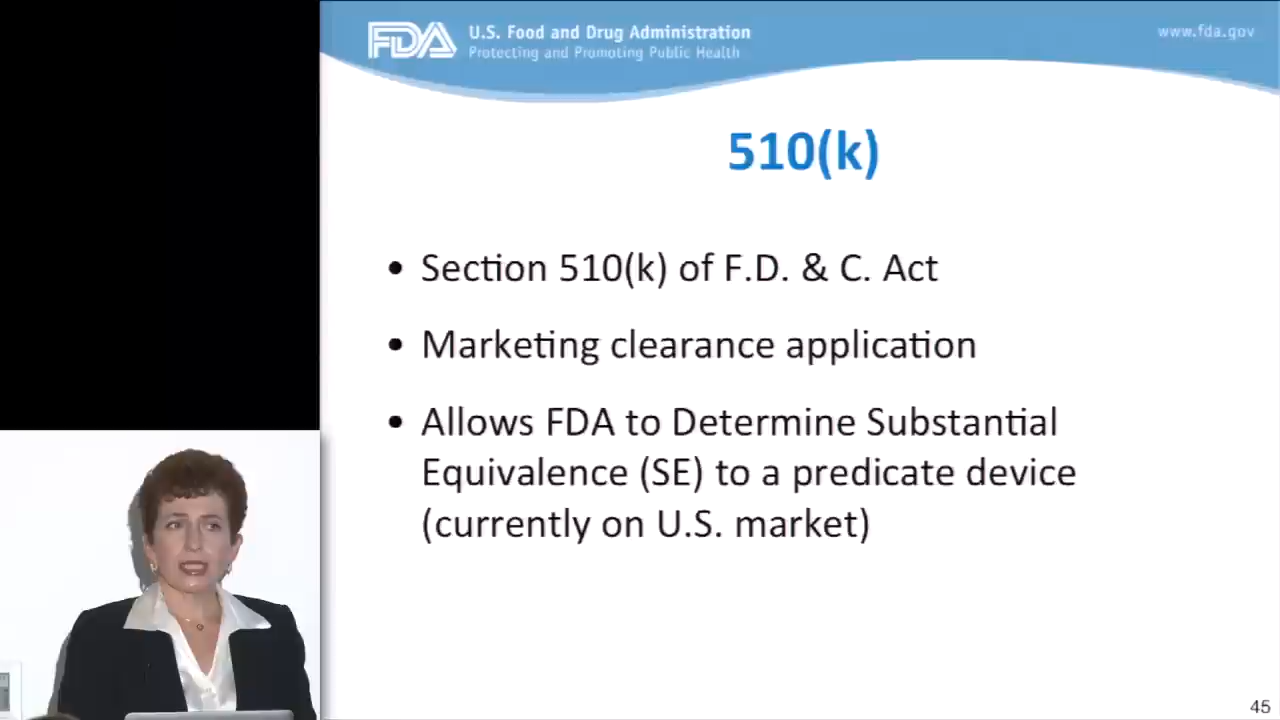 FDA U.S. Food and Drug Administration
Protecting and Promoting Public Health
www.fda.gov
510(k)
• Section 510(k) of F.D. & C. Act
• Marketing clearance application
• Allows FDA to Determine Substantial
Equivalence (SE) to a predicate device
(currently on U.S. market)
45